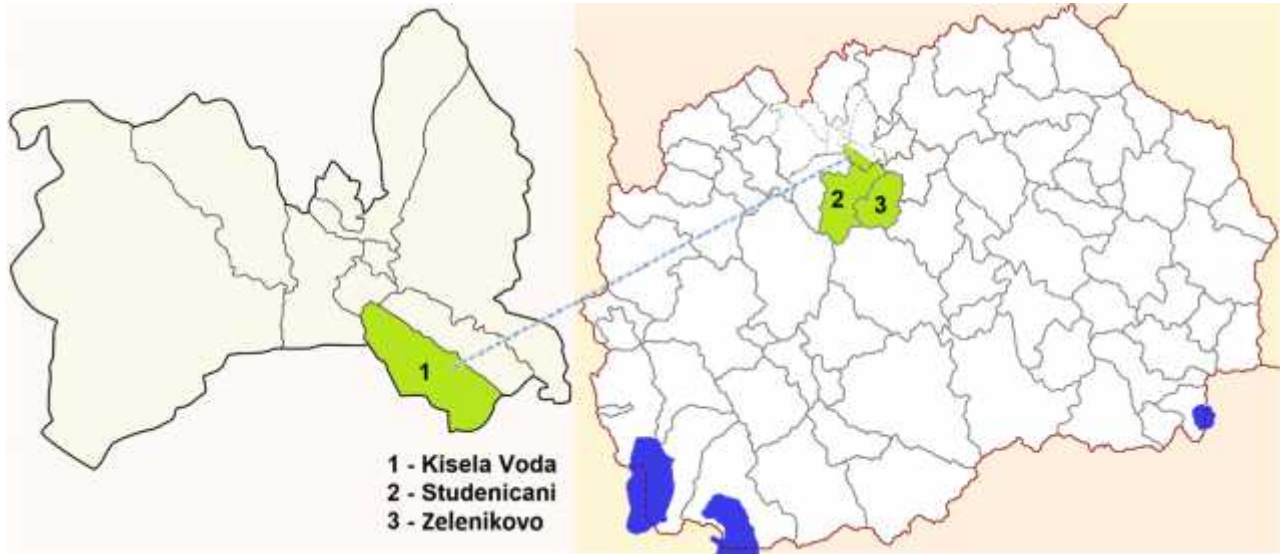 1
2
3
1 - Kisela Voda
2 - Studenicani
3 - Zelenikovo